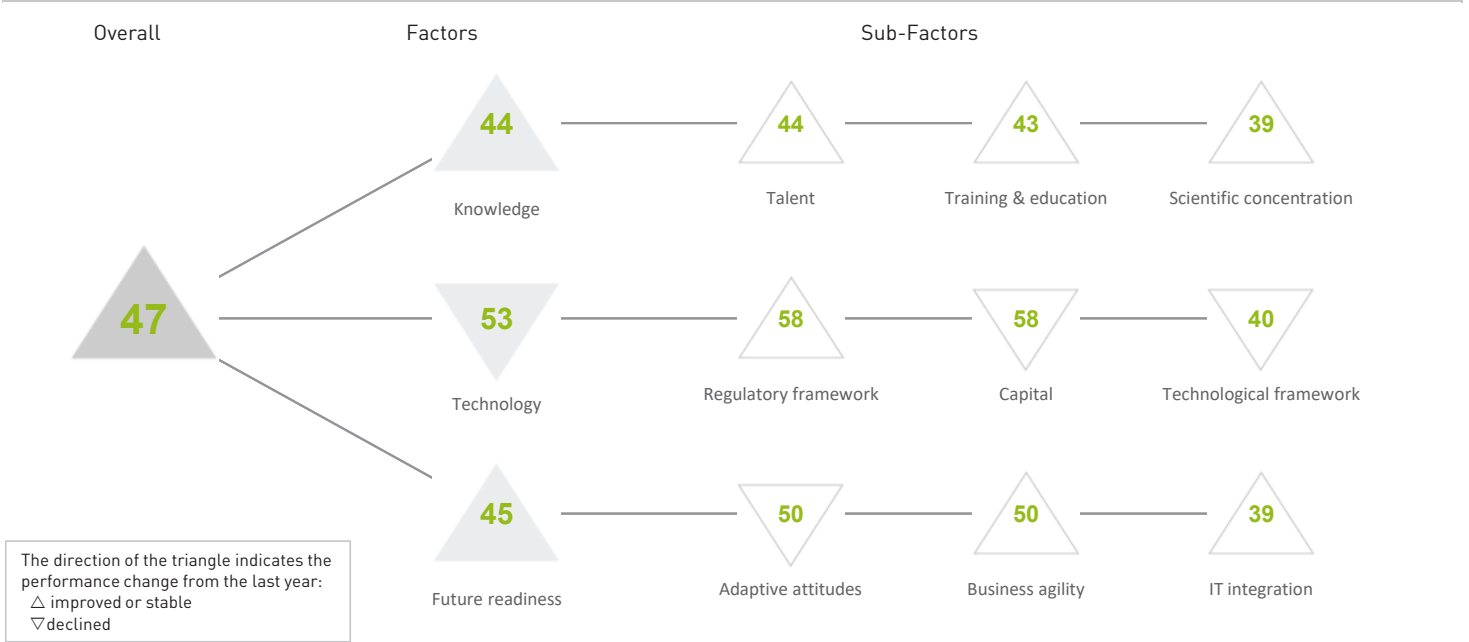 Overall
Factors
Sub-Factors
44
44
43
39
Knowledge
Talent
Training & education
Scientific concentration
47
53
58
58
40
Technology
Regulatory framework
Capital
Technological framework
45
50
50
39
Future readiness
Adaptive attitudes
Business agility
IT integration
The direction of the triangle indicates the
performance change from the last year:
△ improved or stable
▽ declined